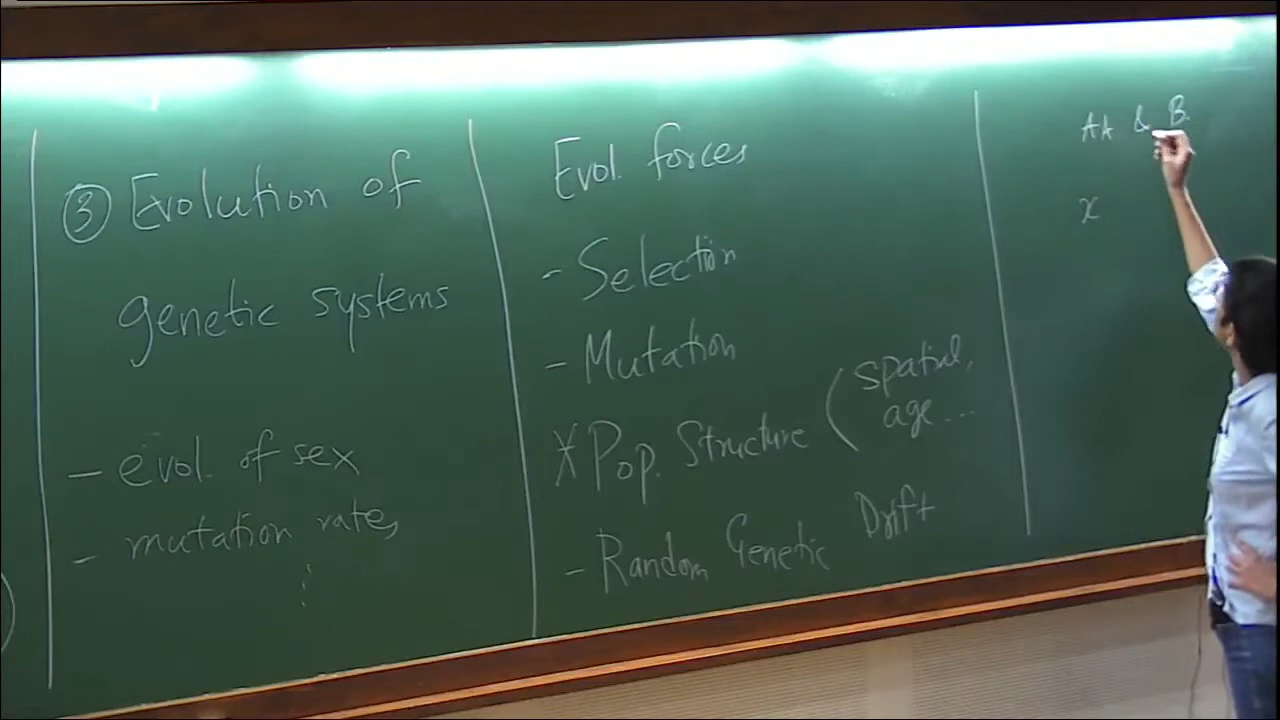 ③ Evolution of
genetic systems
- evol. of sex
- mutation rates
⋮
Evol. forces
- Selection
- Mutation
* Pop. Structure (spatial,
age...
- Random Genetic Drift
AA & B
x